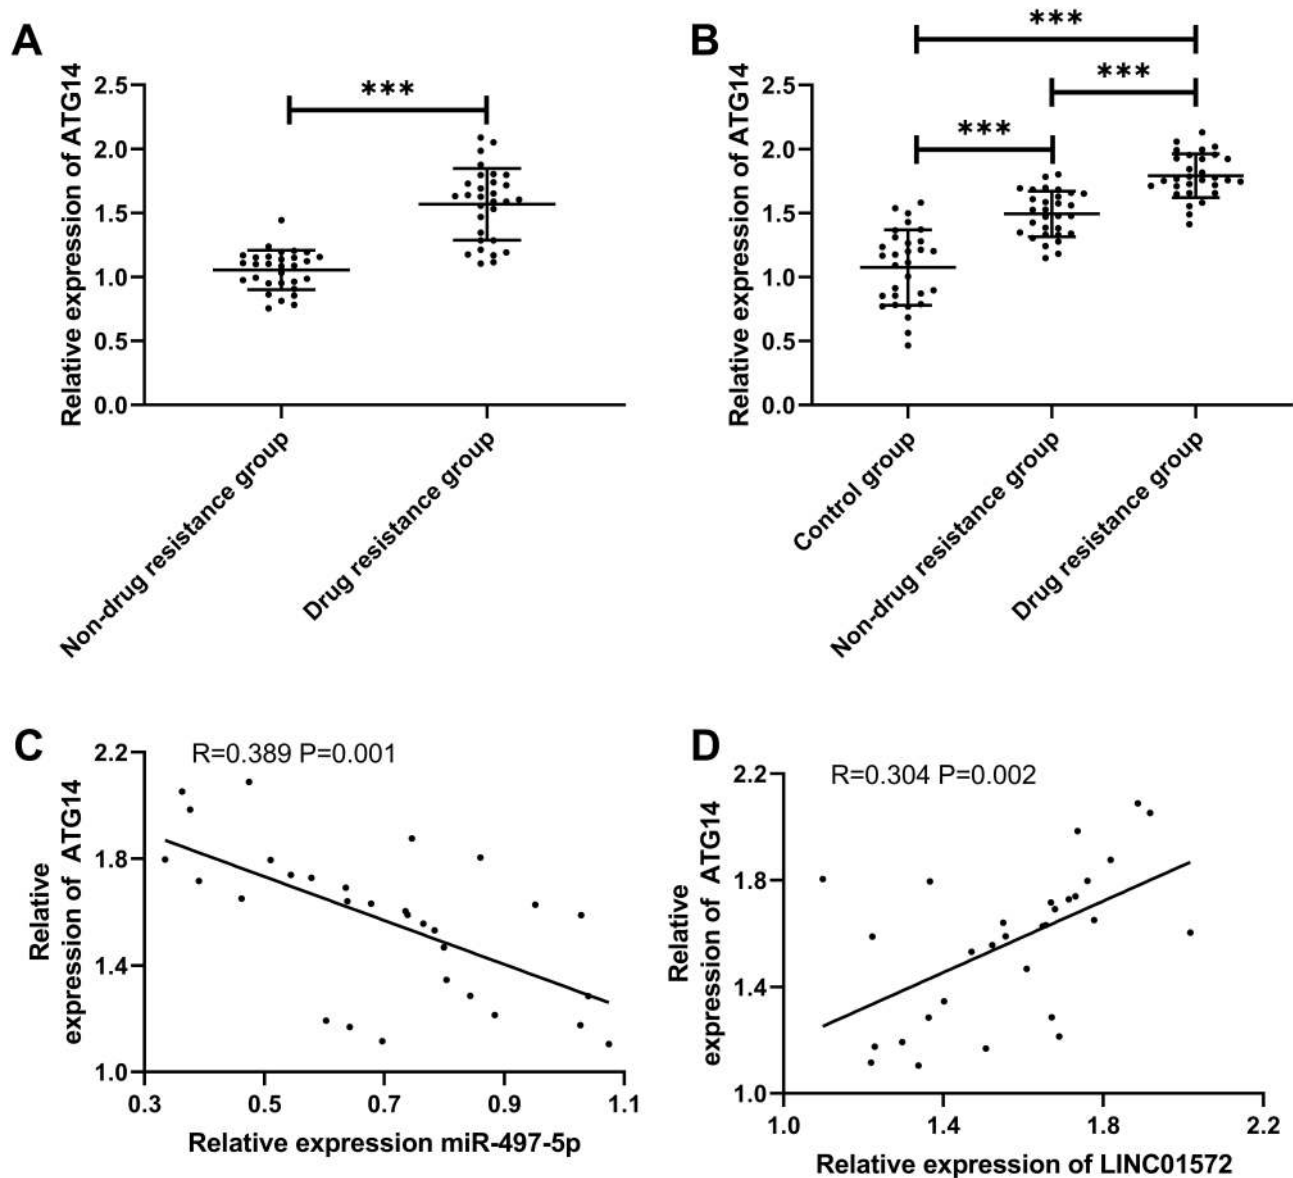 A
Relative expression of ATG14
2.5
2.0
1.5
1.0
0.5
0.0
***
Non-drug resistance group
Drug resistance group
B
Relative expression of ATG14
2.5
2.0
1.5
1.0
0.5
0.0
***
***
***
Control group
Non-drug resistance group
Drug resistance group
C
R=0.389 P=0.001
Relative
expression of ATG14
2.2
1.8
1.4
1.0
0.3
0.5
0.7
0.9
1.1
Relative expression miR-497-5p
D
R=0.304 P=0.002
Relative
expression of ATG14
2.2
1.8
1.4
1.0
1.0
1.4
1.8
2.2
Relative expression of LINC01572